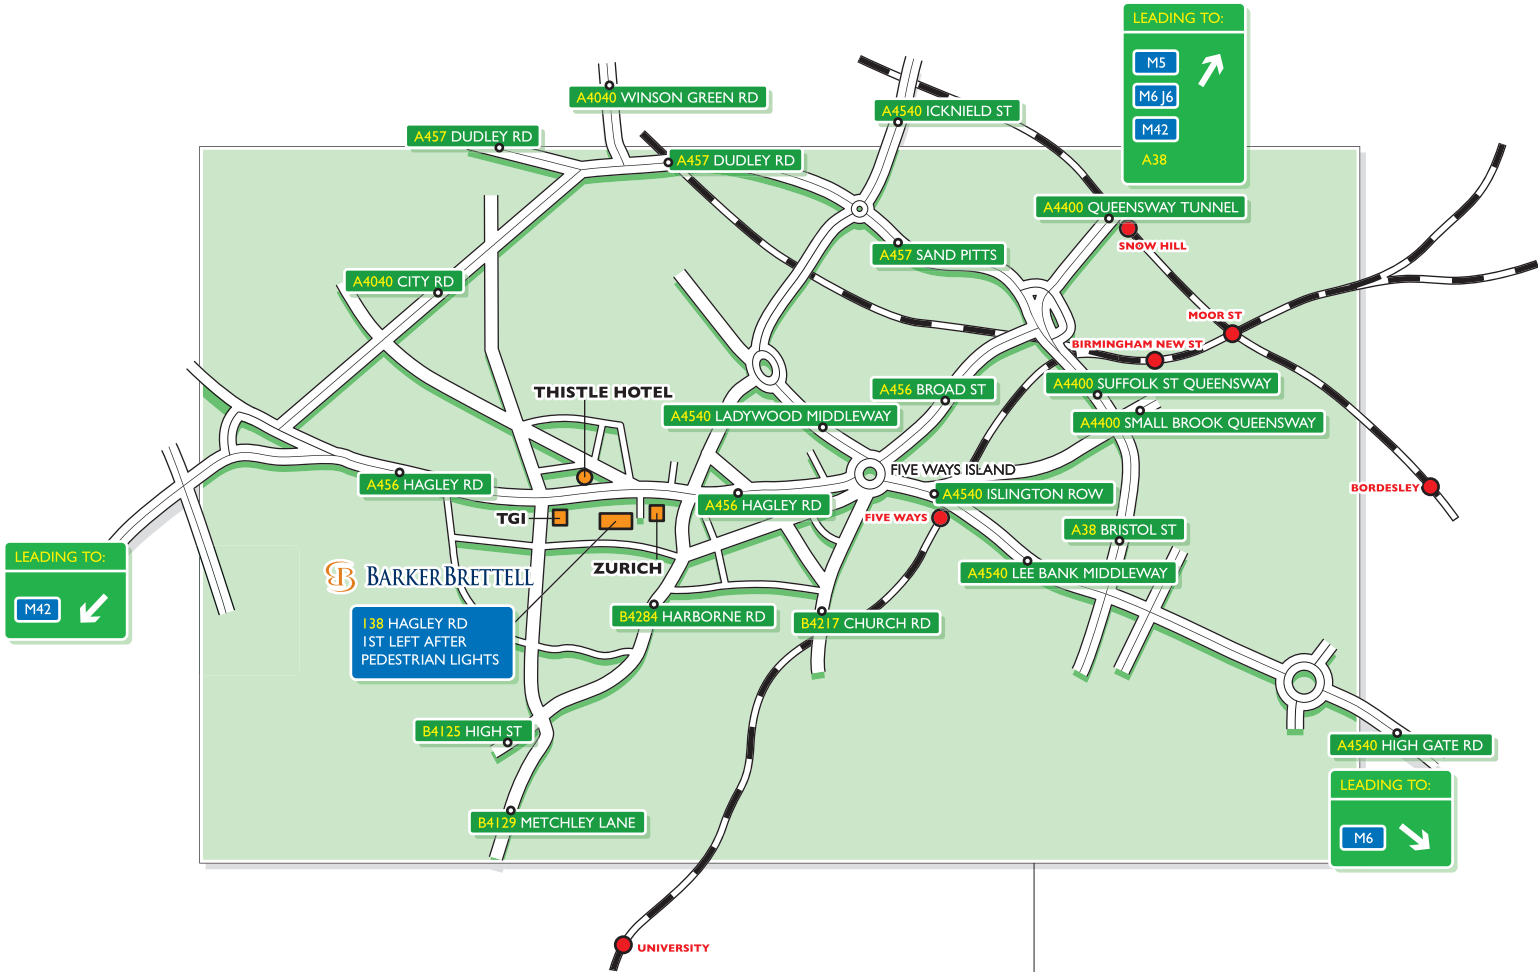 LEADING TO:
M5
M6 J6
M42
A38
A4040 WINSON GREEN RD
A4540 ICKNIELD ST
A457 DUDLEY RD
A457 DUDLEY RD
A4400 QUEENSWAY TUNNEL
SNOW HILL
A457 SAND PITTS
A4040 CITY RD
MOOR ST
BIRMINGHAM NEW ST
A4400 SUFFOLK ST QUEENSWAY
THISTLE HOTEL
A456 BROAD ST
A4540 LADYWOOD MIDDLEWAY
A4400 SMALL BROOK QUEENSWAY
FIVE WAYS ISLAND
A456 HAGLEY RD
BORDESLEY
A4540 ISLINGTON ROW
A456 HAGLEY RD
TGI
FIVE WAYS
A38 BRISTOL ST
LEADING TO:
M42
ZURICH
BB BARKERBRETTELL
A4540 LEE BANK MIDDLEWAY
B4284 HARBORNE RD
B4217 CHURCH RD
138 HAGLEY RD
1ST LEFT AFTER
PEDESTRIAN LIGHTS
B4125 HIGH ST
A4540 HIGH GATE RD
LEADING TO:
M6
B4129 METCHLEY LANE
UNIVERSITY